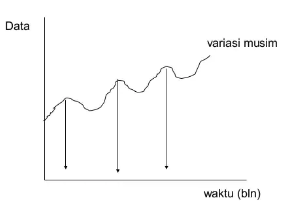 Data
variasi musim
waktu (bln)